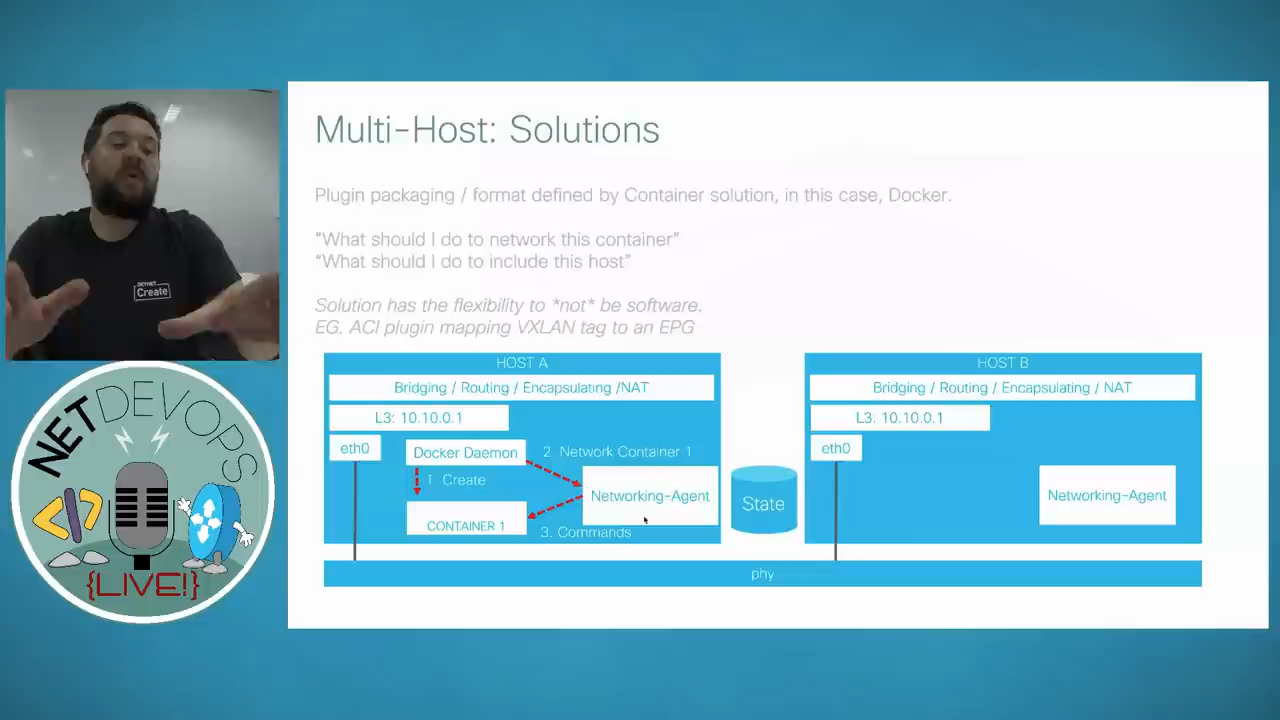 Multi-Host: Solutions
Plugin packaging / format defined by Container solution, in this case, Docker.
“What should I do to network this container”
“What should I do to include this host”
Solution has the flexibility to *not* be software.
EG. ACI plugin mapping VXLAN tag to an EPG
HOST A
Bridging / Routing / Encapsulating /NAT
L3: 10.10.0.1
eth0
Docker Daemon
2 Network Container 1
1 Create
Networking-Agent
CONTAINER 1
3. Commands
State
HOST B
Bridging / Routing / Encapsulating / NAT
L3: 10.10.0.1
eth0
Networking-Agent
phy
DEVNET
Create
NETDEVOPS
</>
{LIVE!}